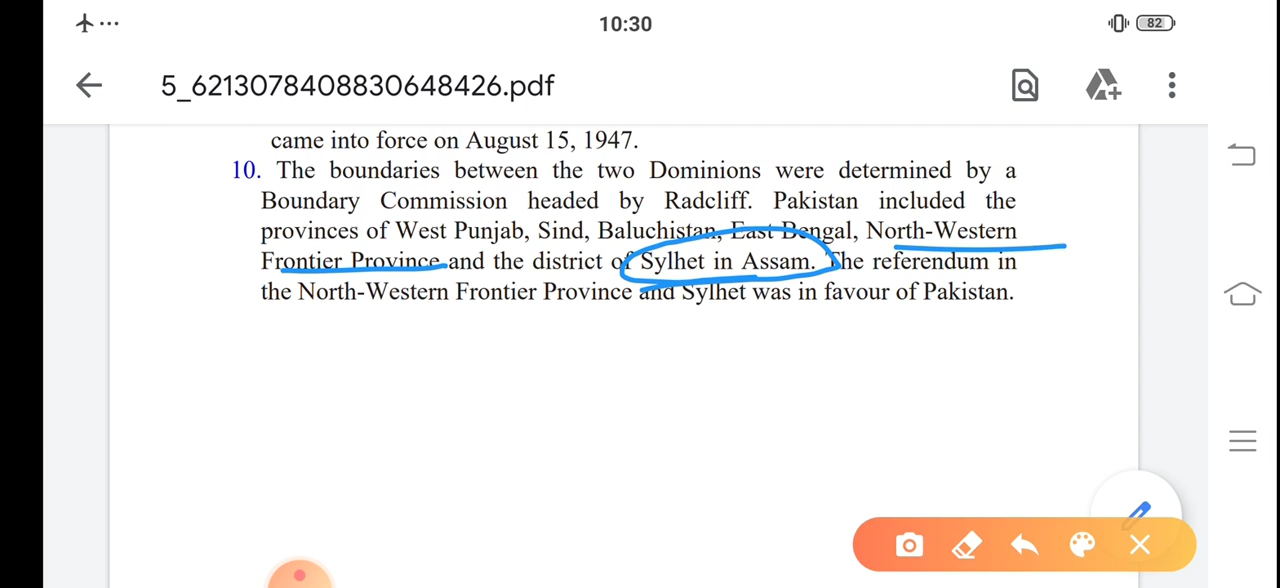 10:30
82
5_6213078408830648426.pdf
came into force on August 15, 1947.
10. The boundaries between the two Dominions were determined by a
Boundary Commission headed by Radcliff. Pakistan included the
provinces of West Punjab, Sind, Baluchistan, East Bengal, North-Western
Frontier Province and the district of Sylhet in Assam. The referendum in
the North-Western Frontier Province and Sylhet was in favour of Pakistan.